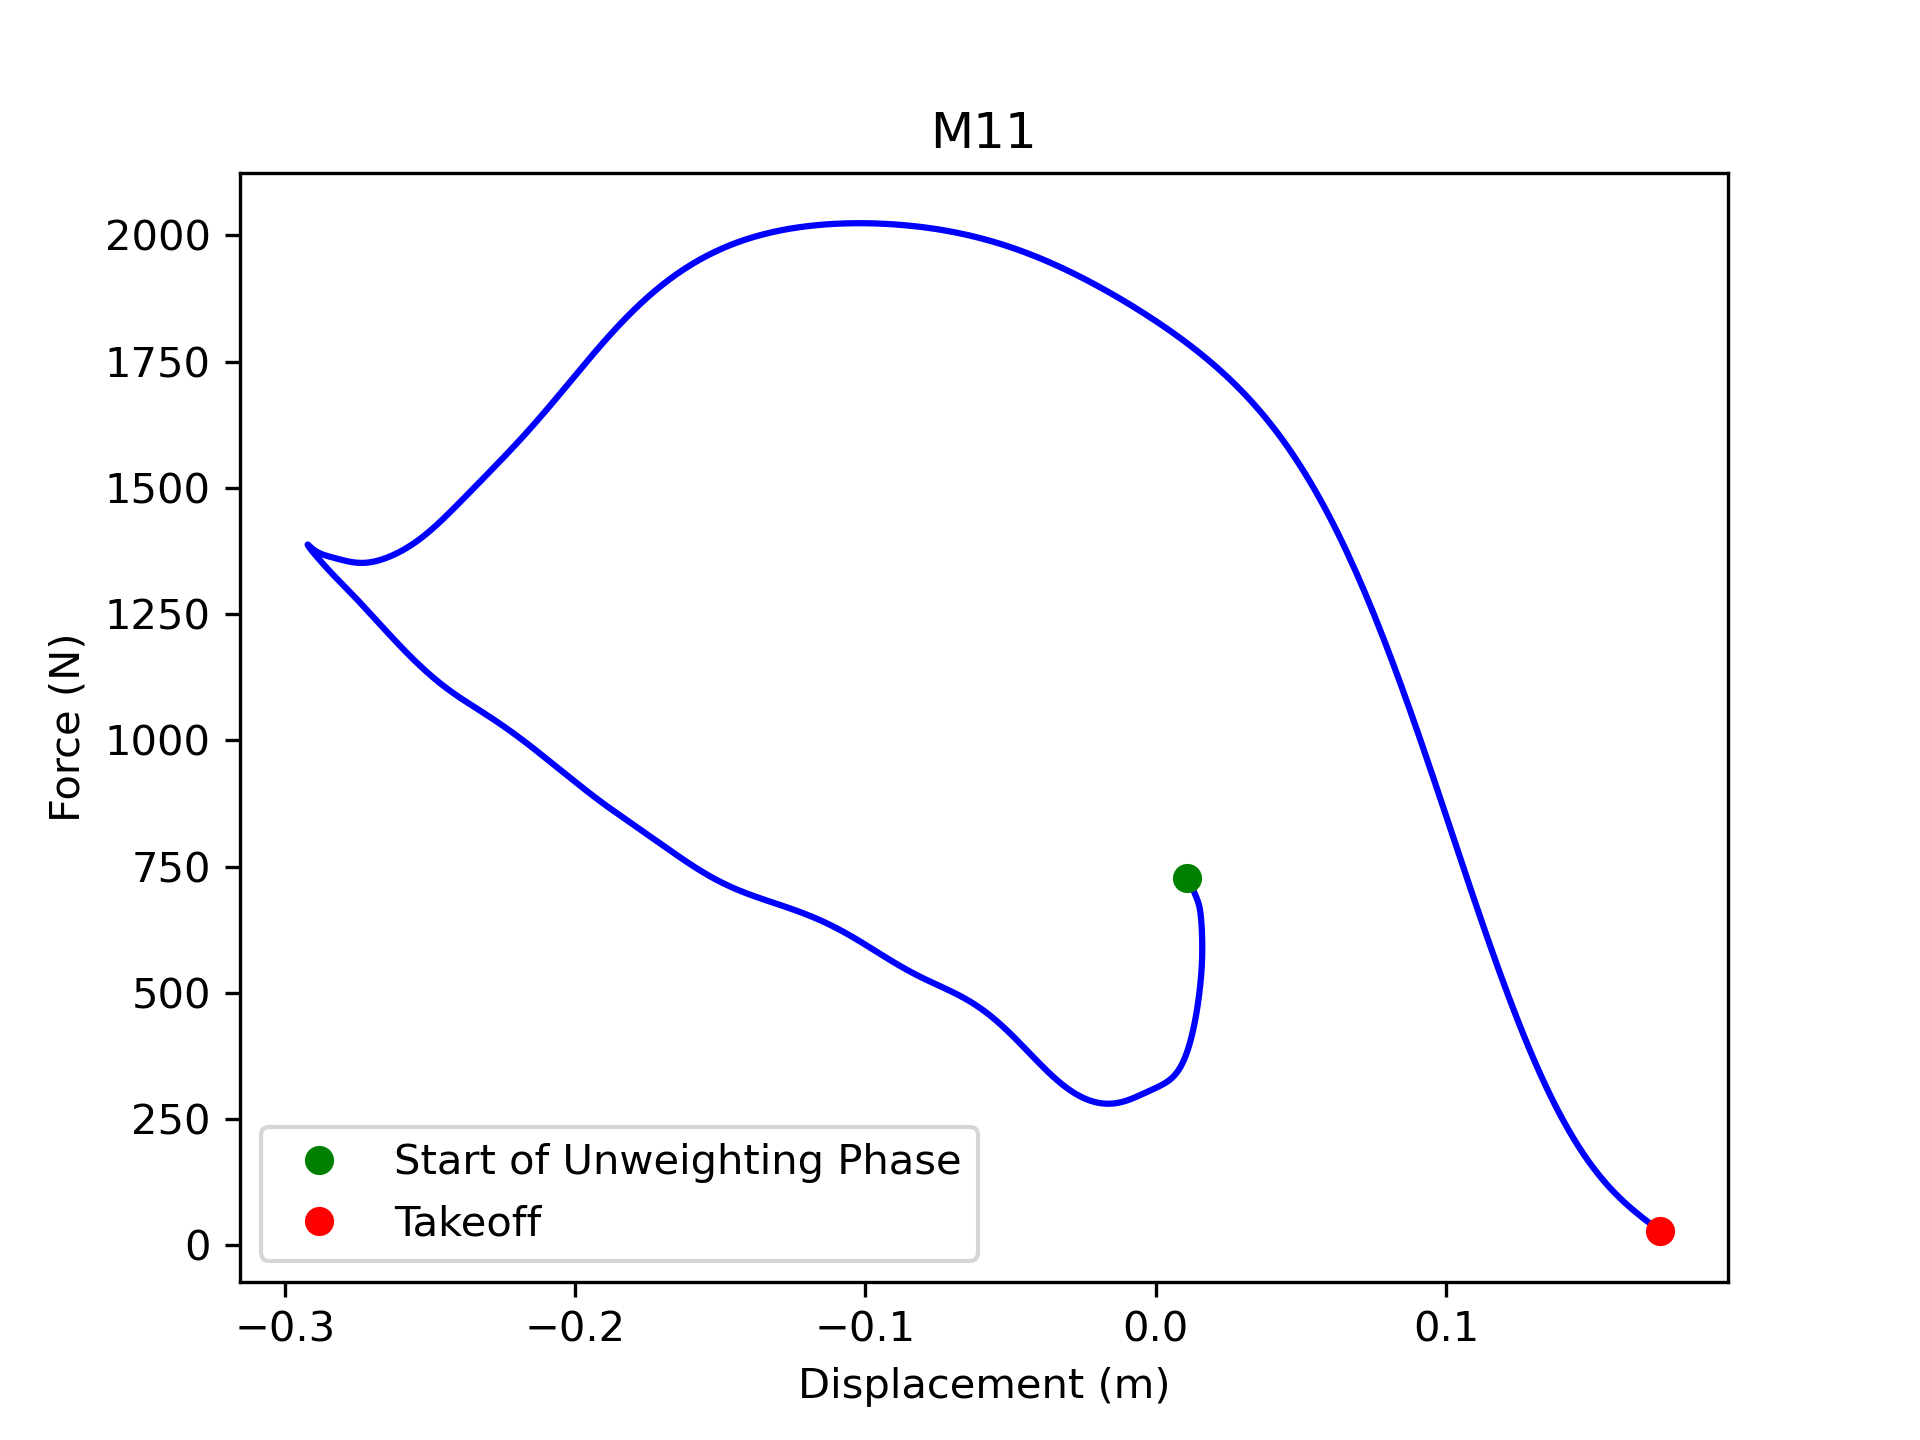 M11
2000
1750
1500
1250
1000
750
500
250
0
Force (N)
Start of Unweighting Phase
Takeoff
−0.3 −0.2 −0.1 0.0 0.1
Displacement (m)